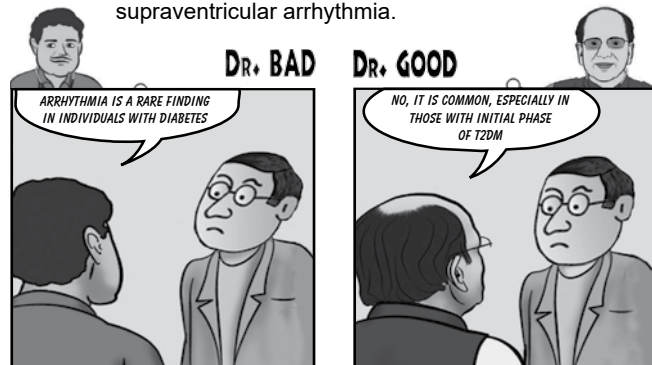 supraventricular arrhythmia.
DR. BAD
DR. GOOD
ARRHYTHMIA IS A RARE FINDING
IN INDIVIDUALS WITH DIABETES
NO, IT IS COMMON, ESPECIALLY IN
THOSE WITH INITIAL PHASE
OF T2DM